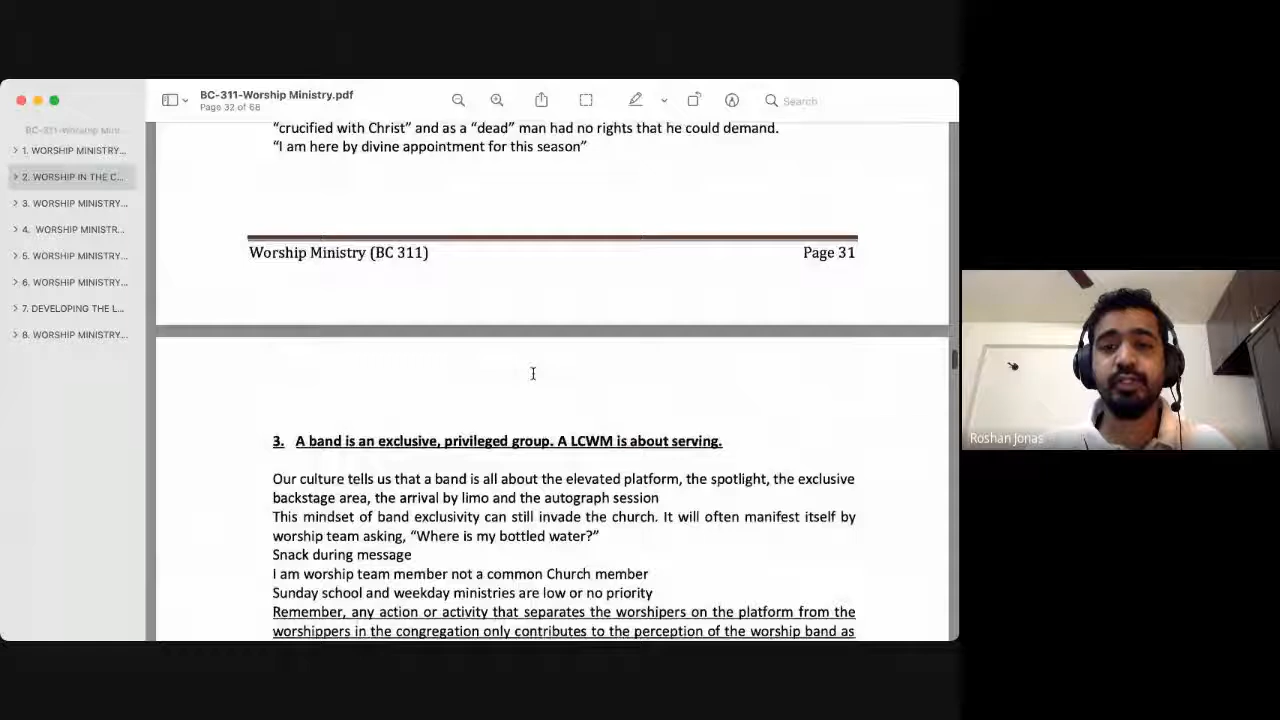 BC-311-Worship Ministry.pdf
Page 32 of 68
Search
BC-311-Worship Mini...
1. WORSHIP MINISTRY...
2. WORSHIP IN THE C...
3. WORSHIP MINISTRY...
4. WORSHIP MINISTR...
5. WORSHIP MINISTRY...
6. WORSHIP MINISTRY...
7. DEVELOPING THE L...
8. WORSHIP MINISTRY...
“crucified with Christ” and as a “dead” man had no rights that he could demand.
“I am here by divine appointment for this season”
Worship Ministry (BC 311) Page 31
3. A band is an exclusive, privileged group. A LCWM is about serving.
Our culture tells us that a band is all about the elevated platform, the spotlight, the exclusive
backstage area, the arrival by limo and the autograph session
This mindset of band exclusivity can still invade the church. It will often manifest itself by
worship team asking, “Where is my bottled water?”
Snack during message
I am worship team member not a common Church member
Sunday school and weekday ministries are low or no priority
Remember, any action or activity that separates the worshipers on the platform from the
worshippers in the congregation only contributes to the perception of the worship band as
Roshan Jonas